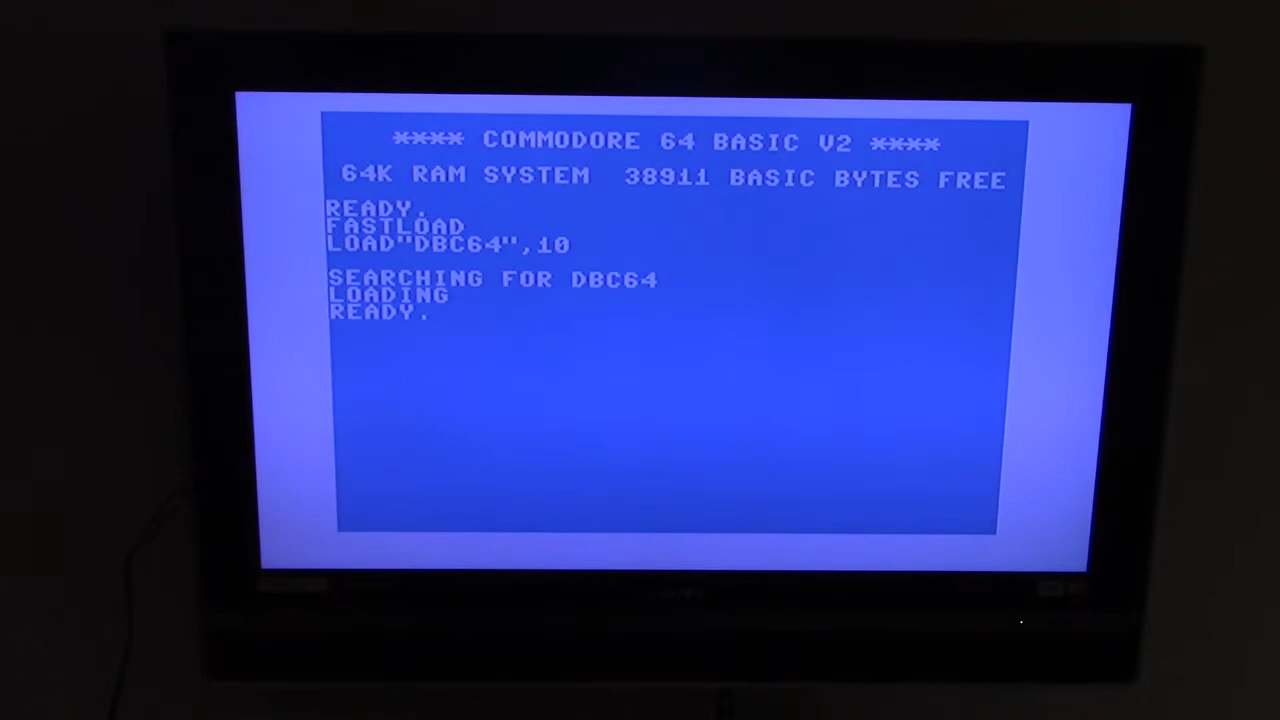 **** COMMODORE 64 BASIC V2 ****
64K RAM SYSTEM  38911 BASIC BYTES FREE
READY.
FASTLOAD
LOAD"DBC64",10
SEARCHING FOR DBC64
LOADING
READY.